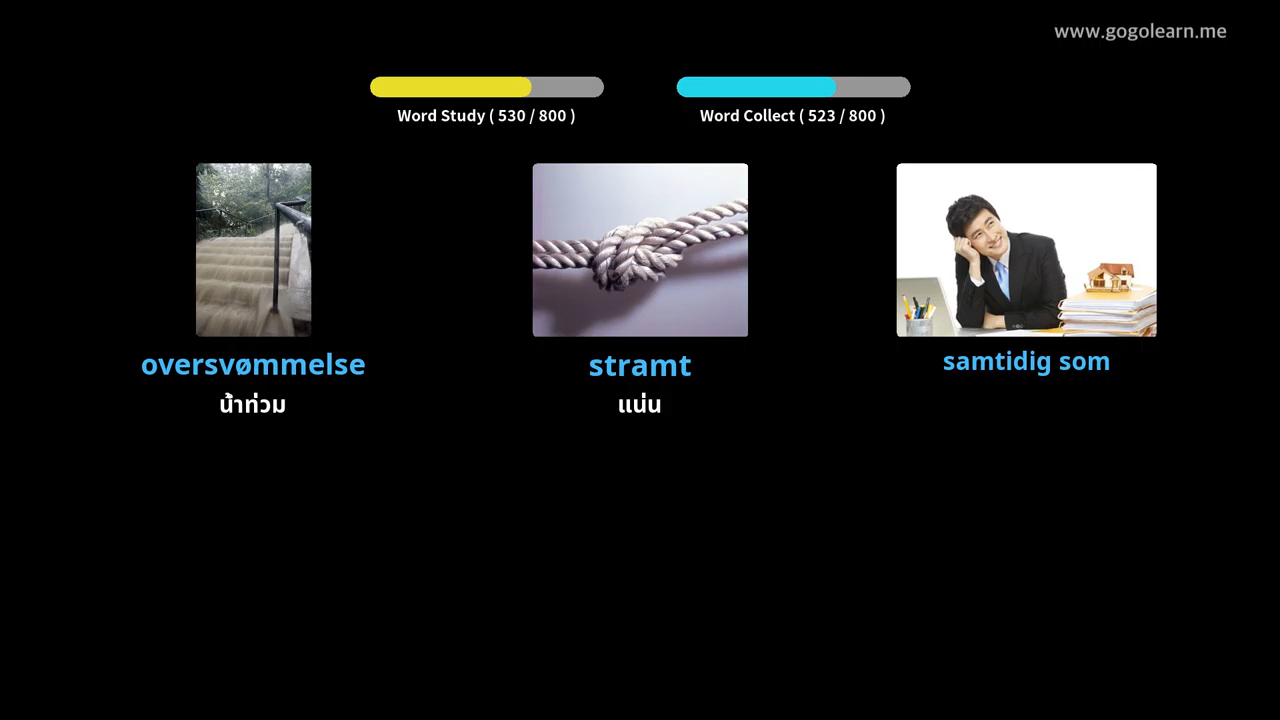 www.gogolearn.me
Word Study ( 530 / 800 )
Word Collect ( 523 / 800 )
oversvømmelse
stramt
samtidig som
น้ําท่วม
แน่น